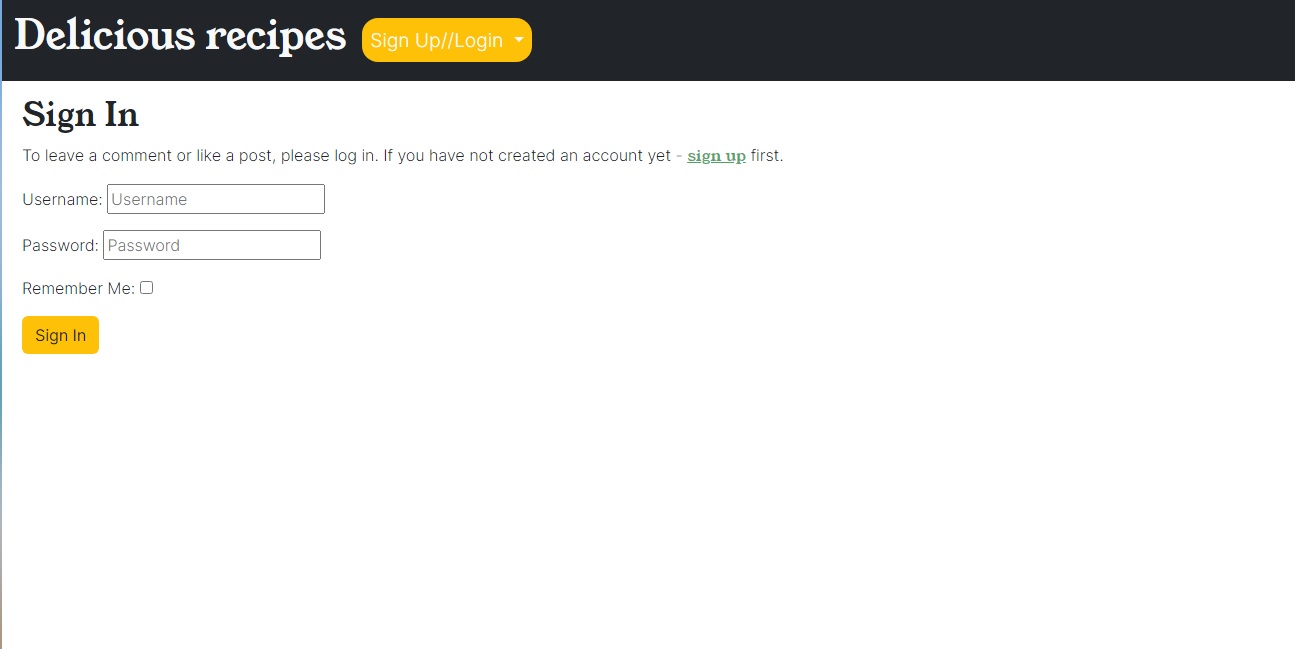 Delicious recipes
Sign Up//Login
Sign In
To leave a comment or like a post, please log in. If you have not created an account yet - sign up first.
Username: Username
Password: Password
Remember Me:
Sign In